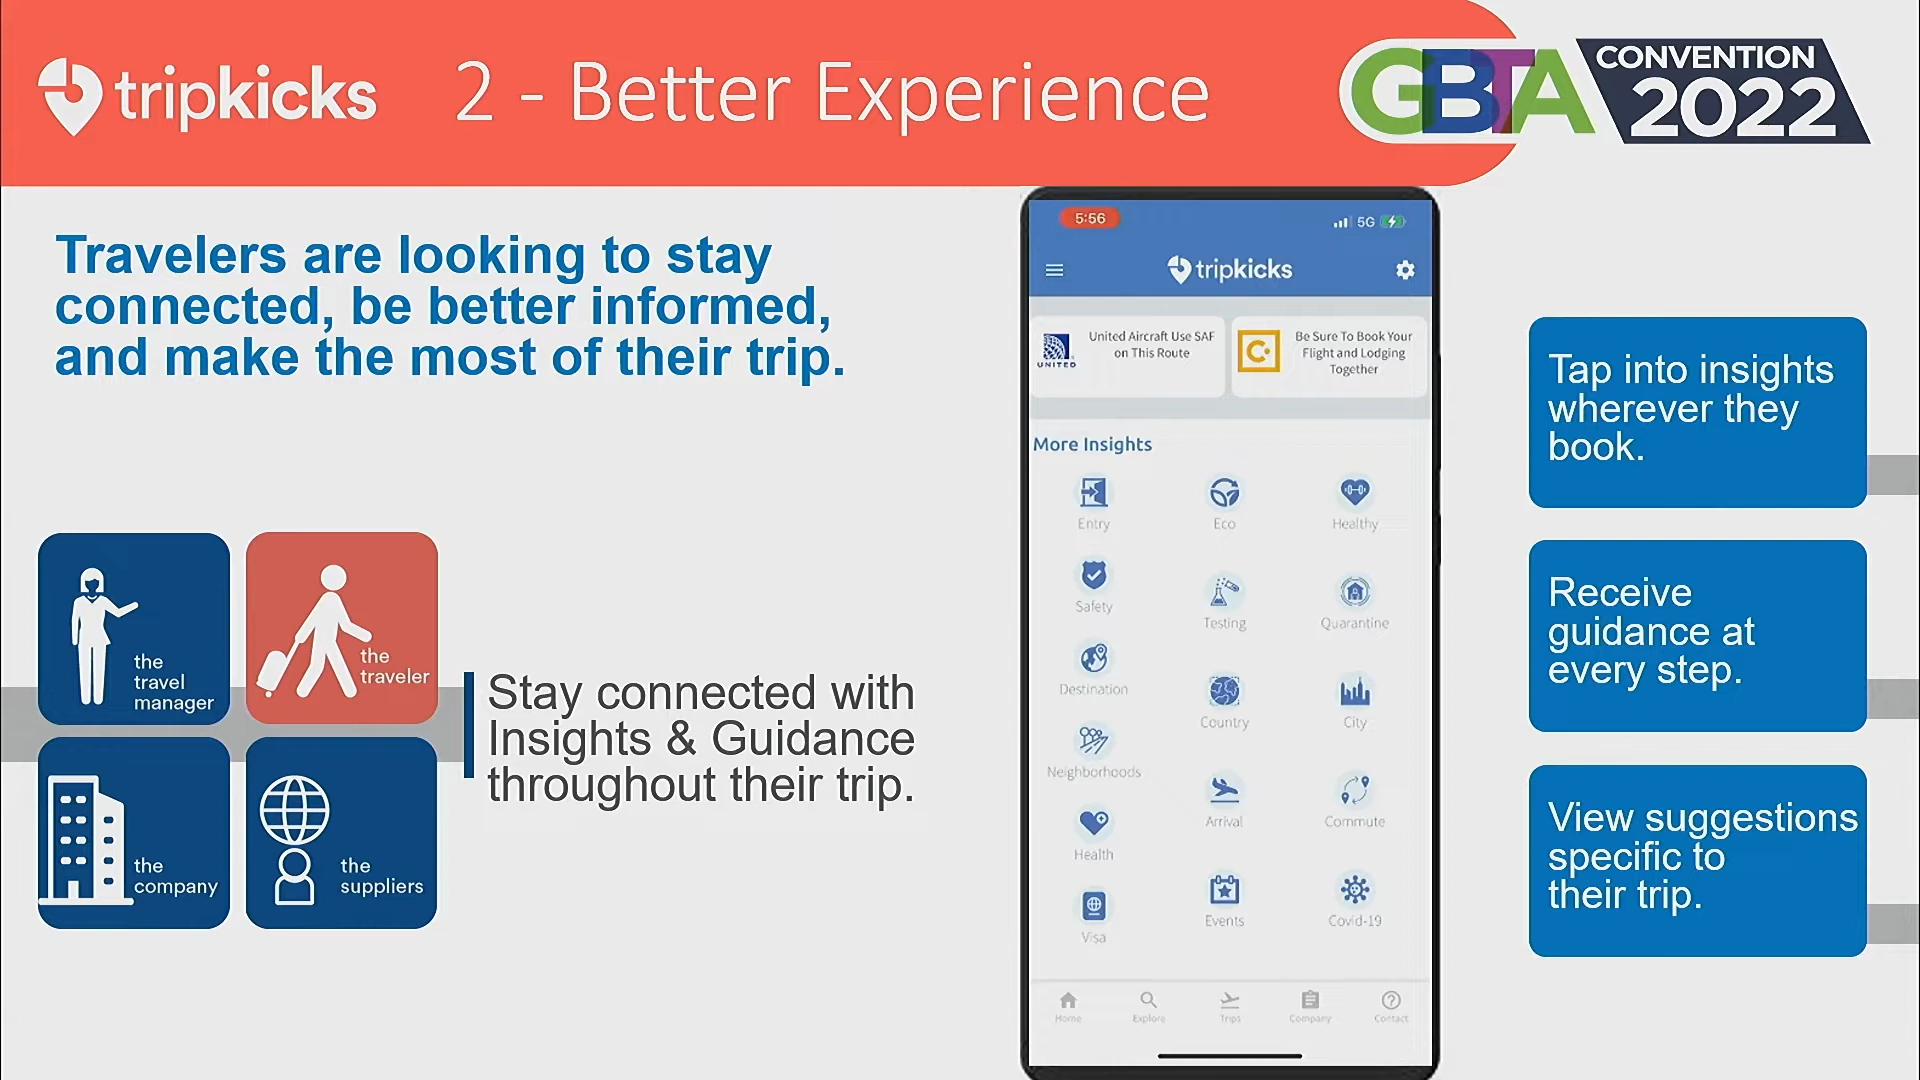 tripkicks
2 - Better Experience
GBTA
CONVENTION
2022
Travelers are looking to stay
connected, be better informed,
and make the most of their trip.
the
travel
manager
the
traveler
the
company
the
suppliers
Stay connected with
Insights & Guidance
throughout their trip.
5:56
5G
tripkicks
UNITED
United Aircraft Use SAF
on This Route
Be Sure To Book Your
Flight and Lodging
Together
More Insights
Entry
Eco
Healthy
Safety
Testing
Quarantine
Destination
Country
City
Neighborhoods
Arrival
Commute
Health
Events
Covid-19
Visa
Home
Explore
Trips
Company
Contact
Tap into insights
wherever they
book.
Receive
guidance at
every step.
View suggestions
specific to
their trip.